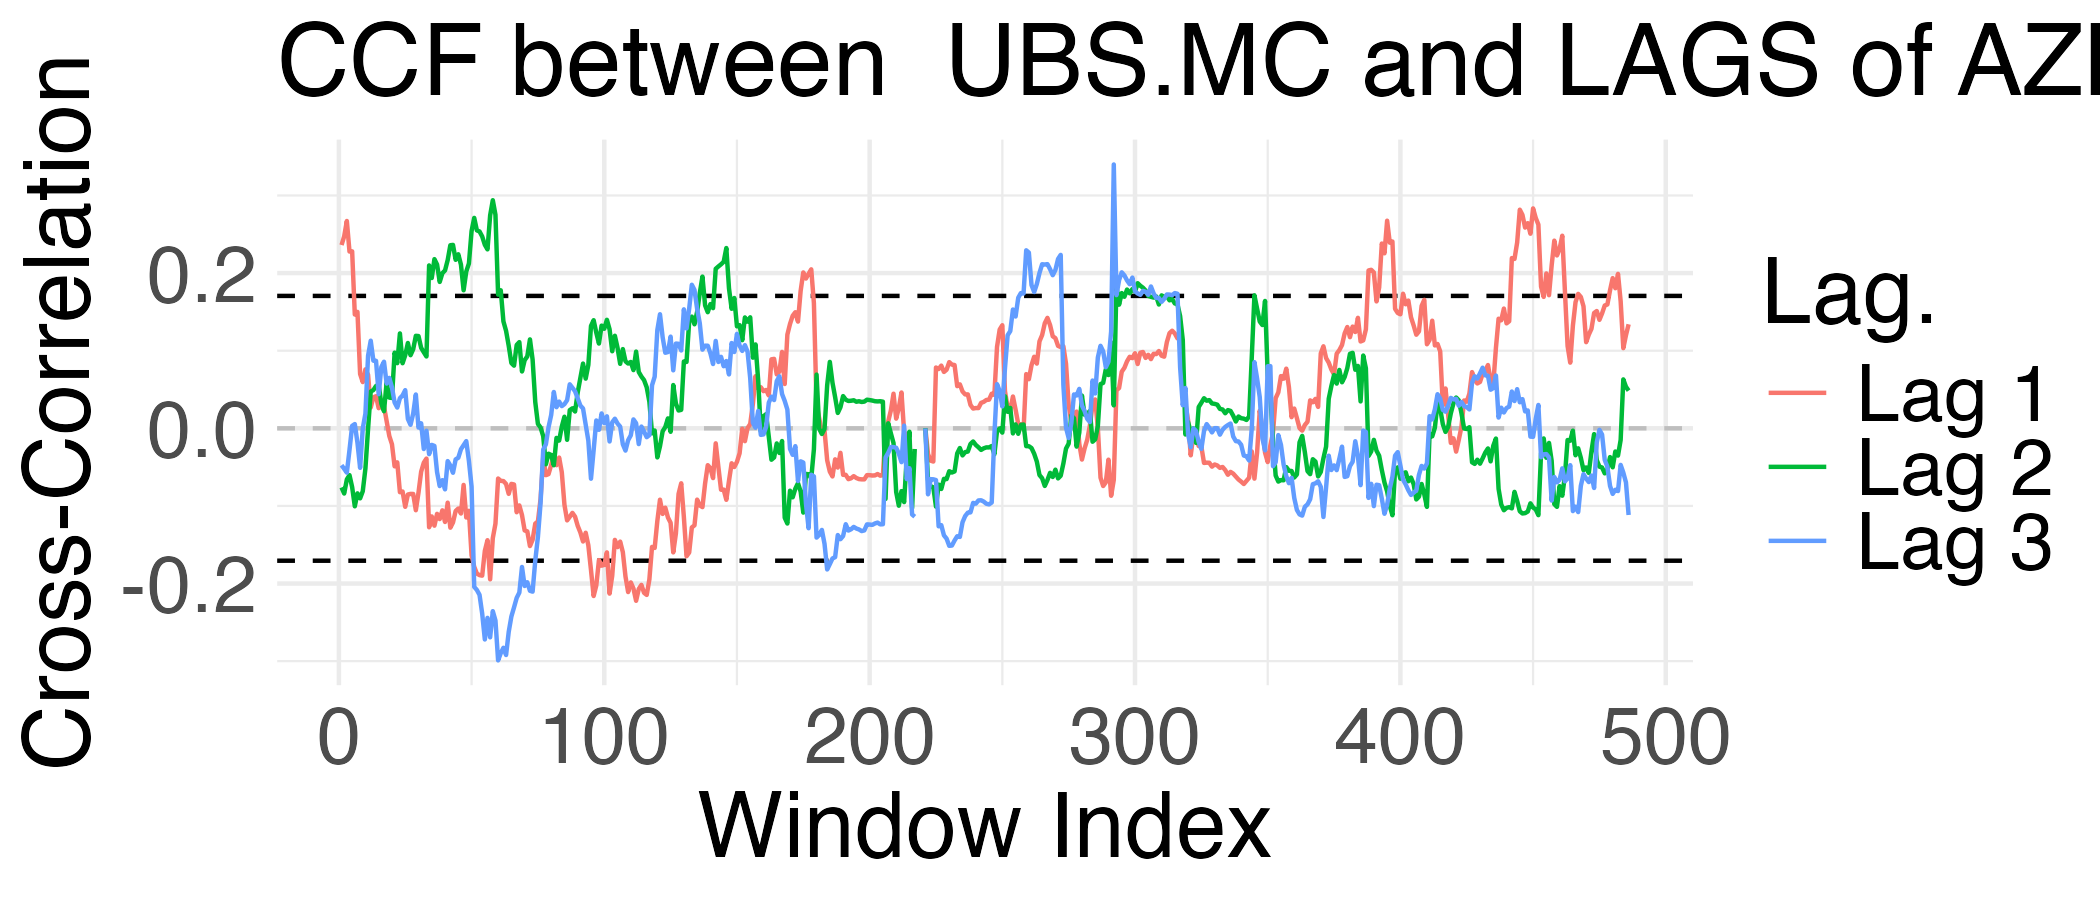 CCF between  UBS.MC and LAGS of AZ
Cross-Correlation
0.2
0.0
-0.2
0
100
200
300
400
500
Window Index
Lag.
Lag 1
Lag 2
Lag 3